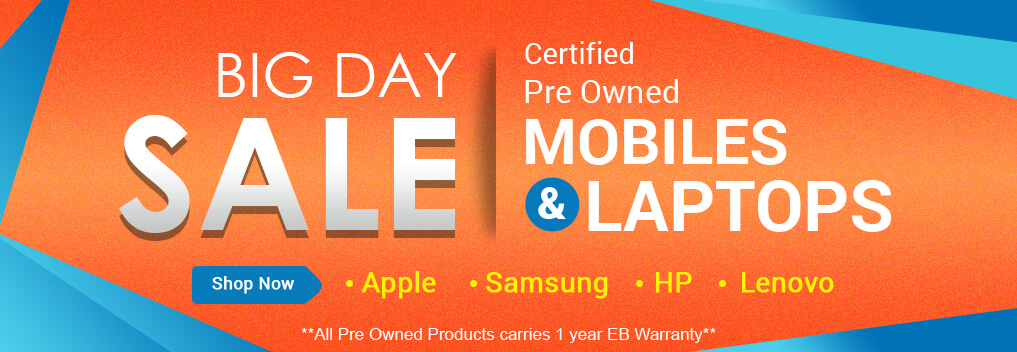 BIG DAY
SALE
Certified
Pre Owned
MOBILES
& LAPTOPS
Shop Now
• Apple • Samsung • HP • Lenovo
**All Pre Owned Products carries 1 year EB Warranty**